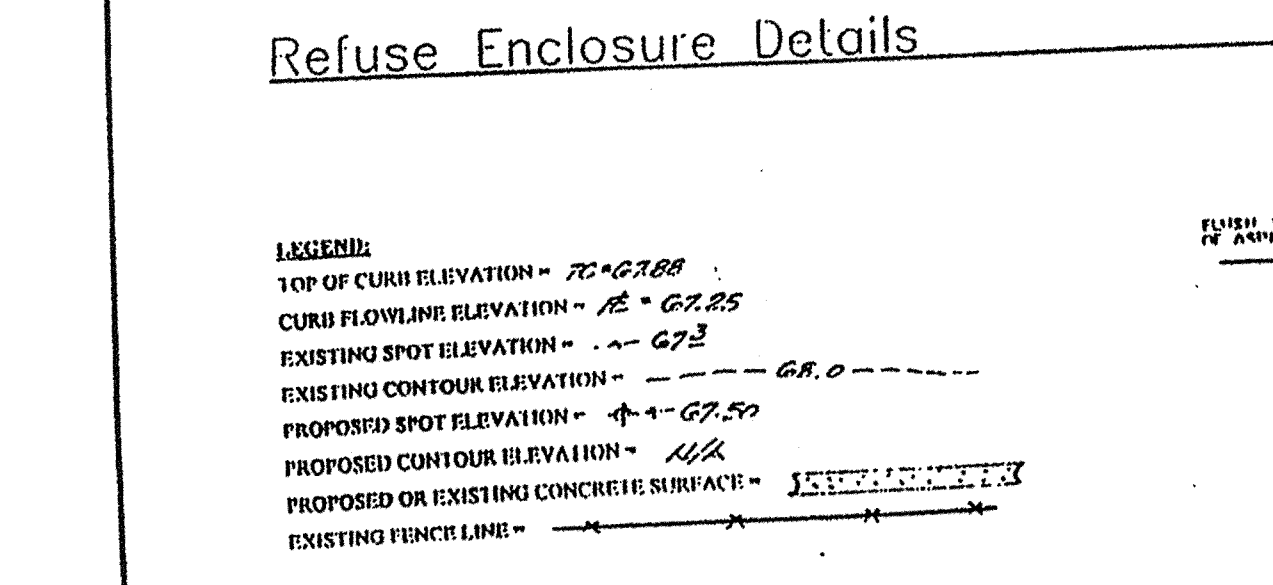 Refuse Enclosure Details
LEGEND:
TOP OF CURB ELEVATION = TC=67.88
CURB FLOWLINE ELEVATION = FL = 67.25
EXISTING SPOT ELEVATION = 67.3
EXISTING CONTOUR ELEVATION = 68.0
PROPOSED SPOT ELEVATION = 67.50
PROPOSED CONTOUR ELEVATION = N/A
PROPOSED OR EXISTING CONCRETE SURFACE =
EXISTING FENCE LINE =
FLUSH
OF